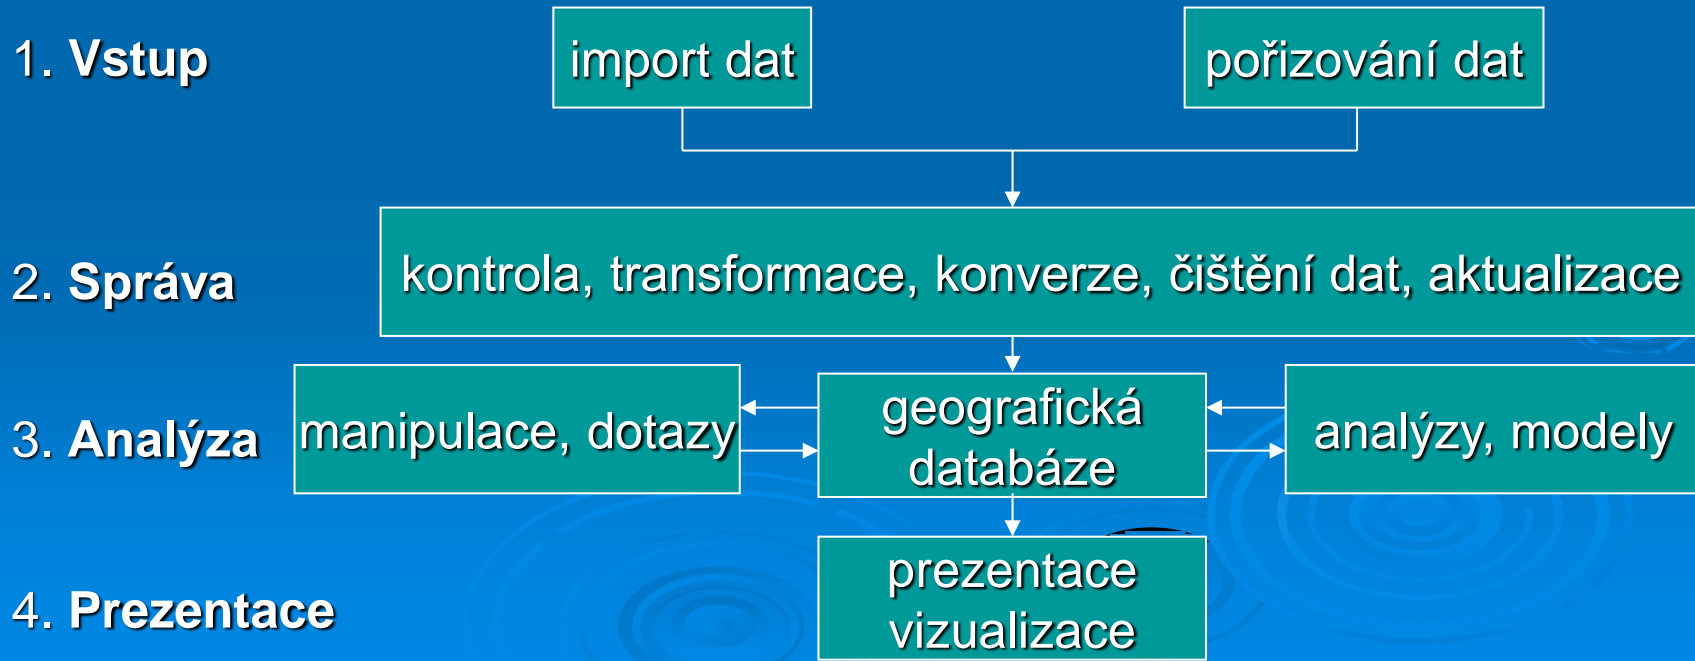 1. Vstup
import dat
pořizování dat
2. Správa
kontrola, transformace, konverze, čištění dat, aktualizace
3. Analýza
manipulace, dotazy
geografická
databáze
analýzy, modely
4. Prezentace
prezentace
vizualizace